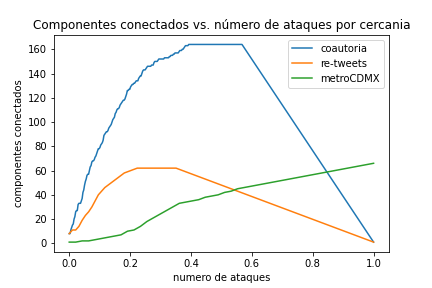 Componentes conectados vs. número de ataques por cercania
componentes conectados
160
140
120
100
80
60
40
20
0
coautoria
re-tweets
metroCDMX
0.0 0.2 0.4 0.6 0.8 1.0
numero de ataques